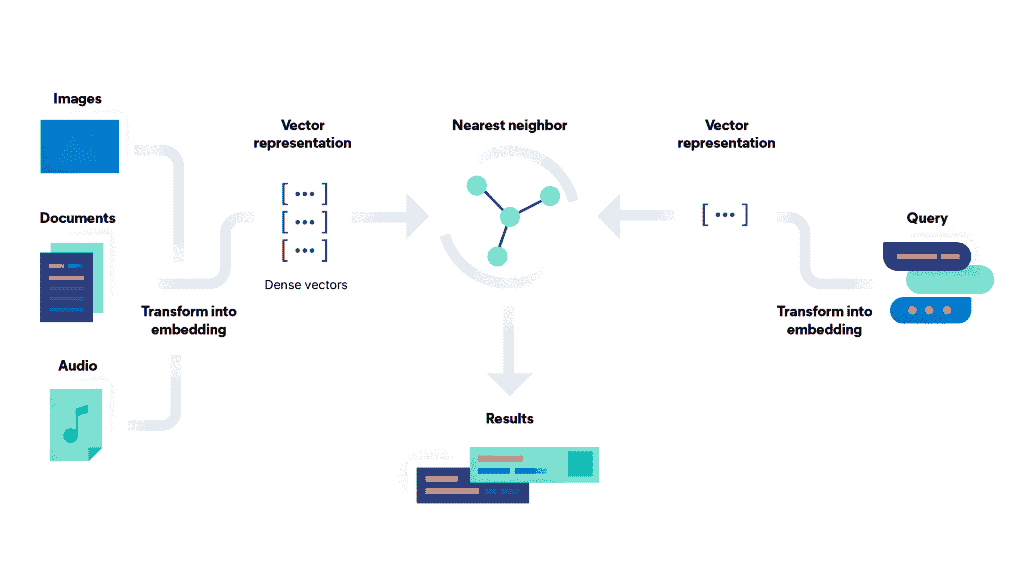 Images
Vector
representation
Nearest neighbor
Vector
representation
Documents
Query
Dense vectors
Transform into
embedding
Transform into
embedding
Audio
Results